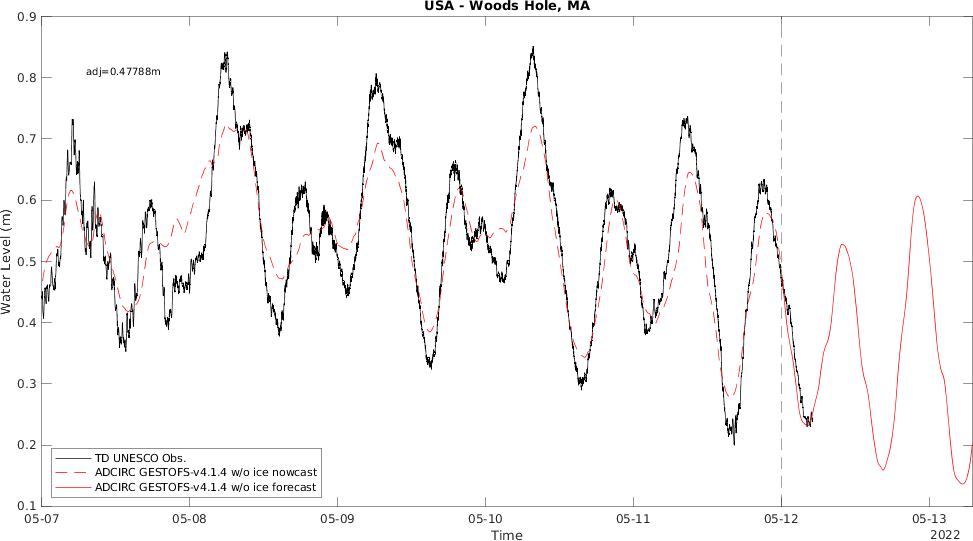 USA - Woods Hole, MA
0.9
0.8
0.7
0.6
0.5
0.4
0.3
0.2
0.1
Water Level (m)
adj=0.47788m
TD UNESCO Obs.
ADCIRC GESTOFS-v4.1.4 w/o ice nowcast
ADCIRC GESTOFS-v4.1.4 w/o ice forecast
05-07 05-08 05-09 05-10 05-11 05-12 05-13
Time
2022